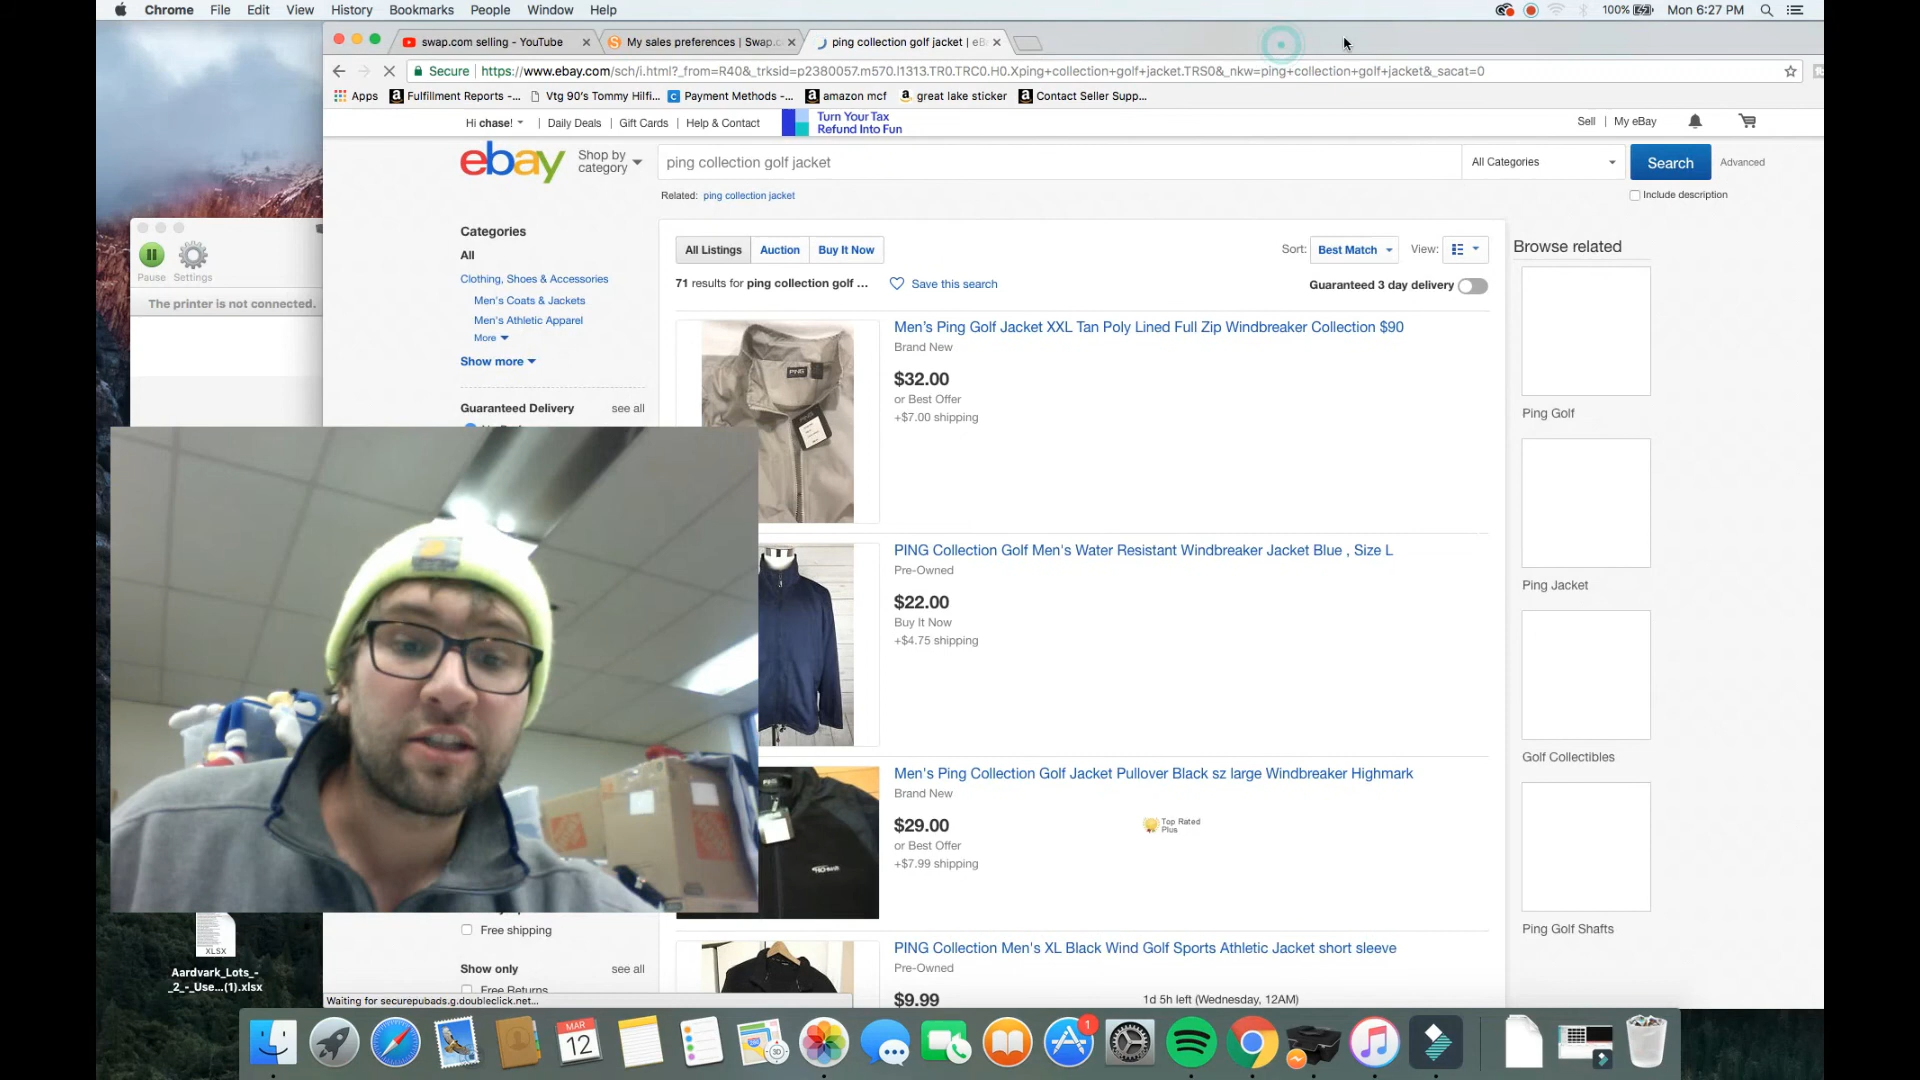 Chrome File Edit View History Bookmarks People Window Help
100% Mon 6:27 PM
swap.com selling - YouTube
My sales preferences | Swap.c
ping collection golf jacket | eB
Secure https://www.ebay.com/sch/i.html?_from=R40&_trksid=p2380057.m570.l1313.TR0.TRC0.H0.Xping+collection+golf+jacket.TRS0&_nkw=ping+collection+golf+jacket&_sacat=0
Apps Fulfillment Reports -... Vtg 90's Tommy Hilfi... Payment Methods -... amazon mcf great lake sticker Contact Seller Supp...
Hi chase! Daily Deals Gift Cards Help & Contact
Turn Your Tax
Refund Into Fun
Sell My eBay
ebay
Shop by
category
ping collection golf jacket
All Categories
Search
Advanced
Related: ping collection jacket
Include description
Categories
All
Clothing, Shoes & Accessories
Men's Coats & Jackets
Men's Athletic Apparel
More
Show more
Guaranteed Delivery see all
Pause Settings
The printer is not connected.
All Listings Auction Buy It Now
Sort: Best Match View:
71 results for ping collection golf ... Save this search
Guaranteed 3 day delivery
Men's Ping Golf Jacket XXL Tan Poly Lined Full Zip Windbreaker Collection $90
Brand New
$32.00
or Best Offer
+$7.00 shipping
PING
PING Collection Golf Men's Water Resistant Windbreaker Jacket Blue , Size L
Pre-Owned
$22.00
Buy It Now
+$4.75 shipping
Men's Ping Collection Golf Jacket Pullover Black sz large Windbreaker Highmark
Brand New
$29.00
or Best Offer
+$7.99 shipping
Top Rated
Plus
PING Collection Men's XL Black Wind Golf Sports Athletic Jacket short sleeve
Pre-Owned
$9.99
1d 5h left (Wednesday, 12AM)
Browse related
Ping Golf
Ping Jacket
Golf Collectibles
Ping Golf Shafts
Free shipping
Show only see all
Free Returns
Waiting for securepubads.g.doubleclick.net...
XLSX
Aardvark_Lots_-
_2_-_Use...(1).xlsx
MAR
12
3D
1